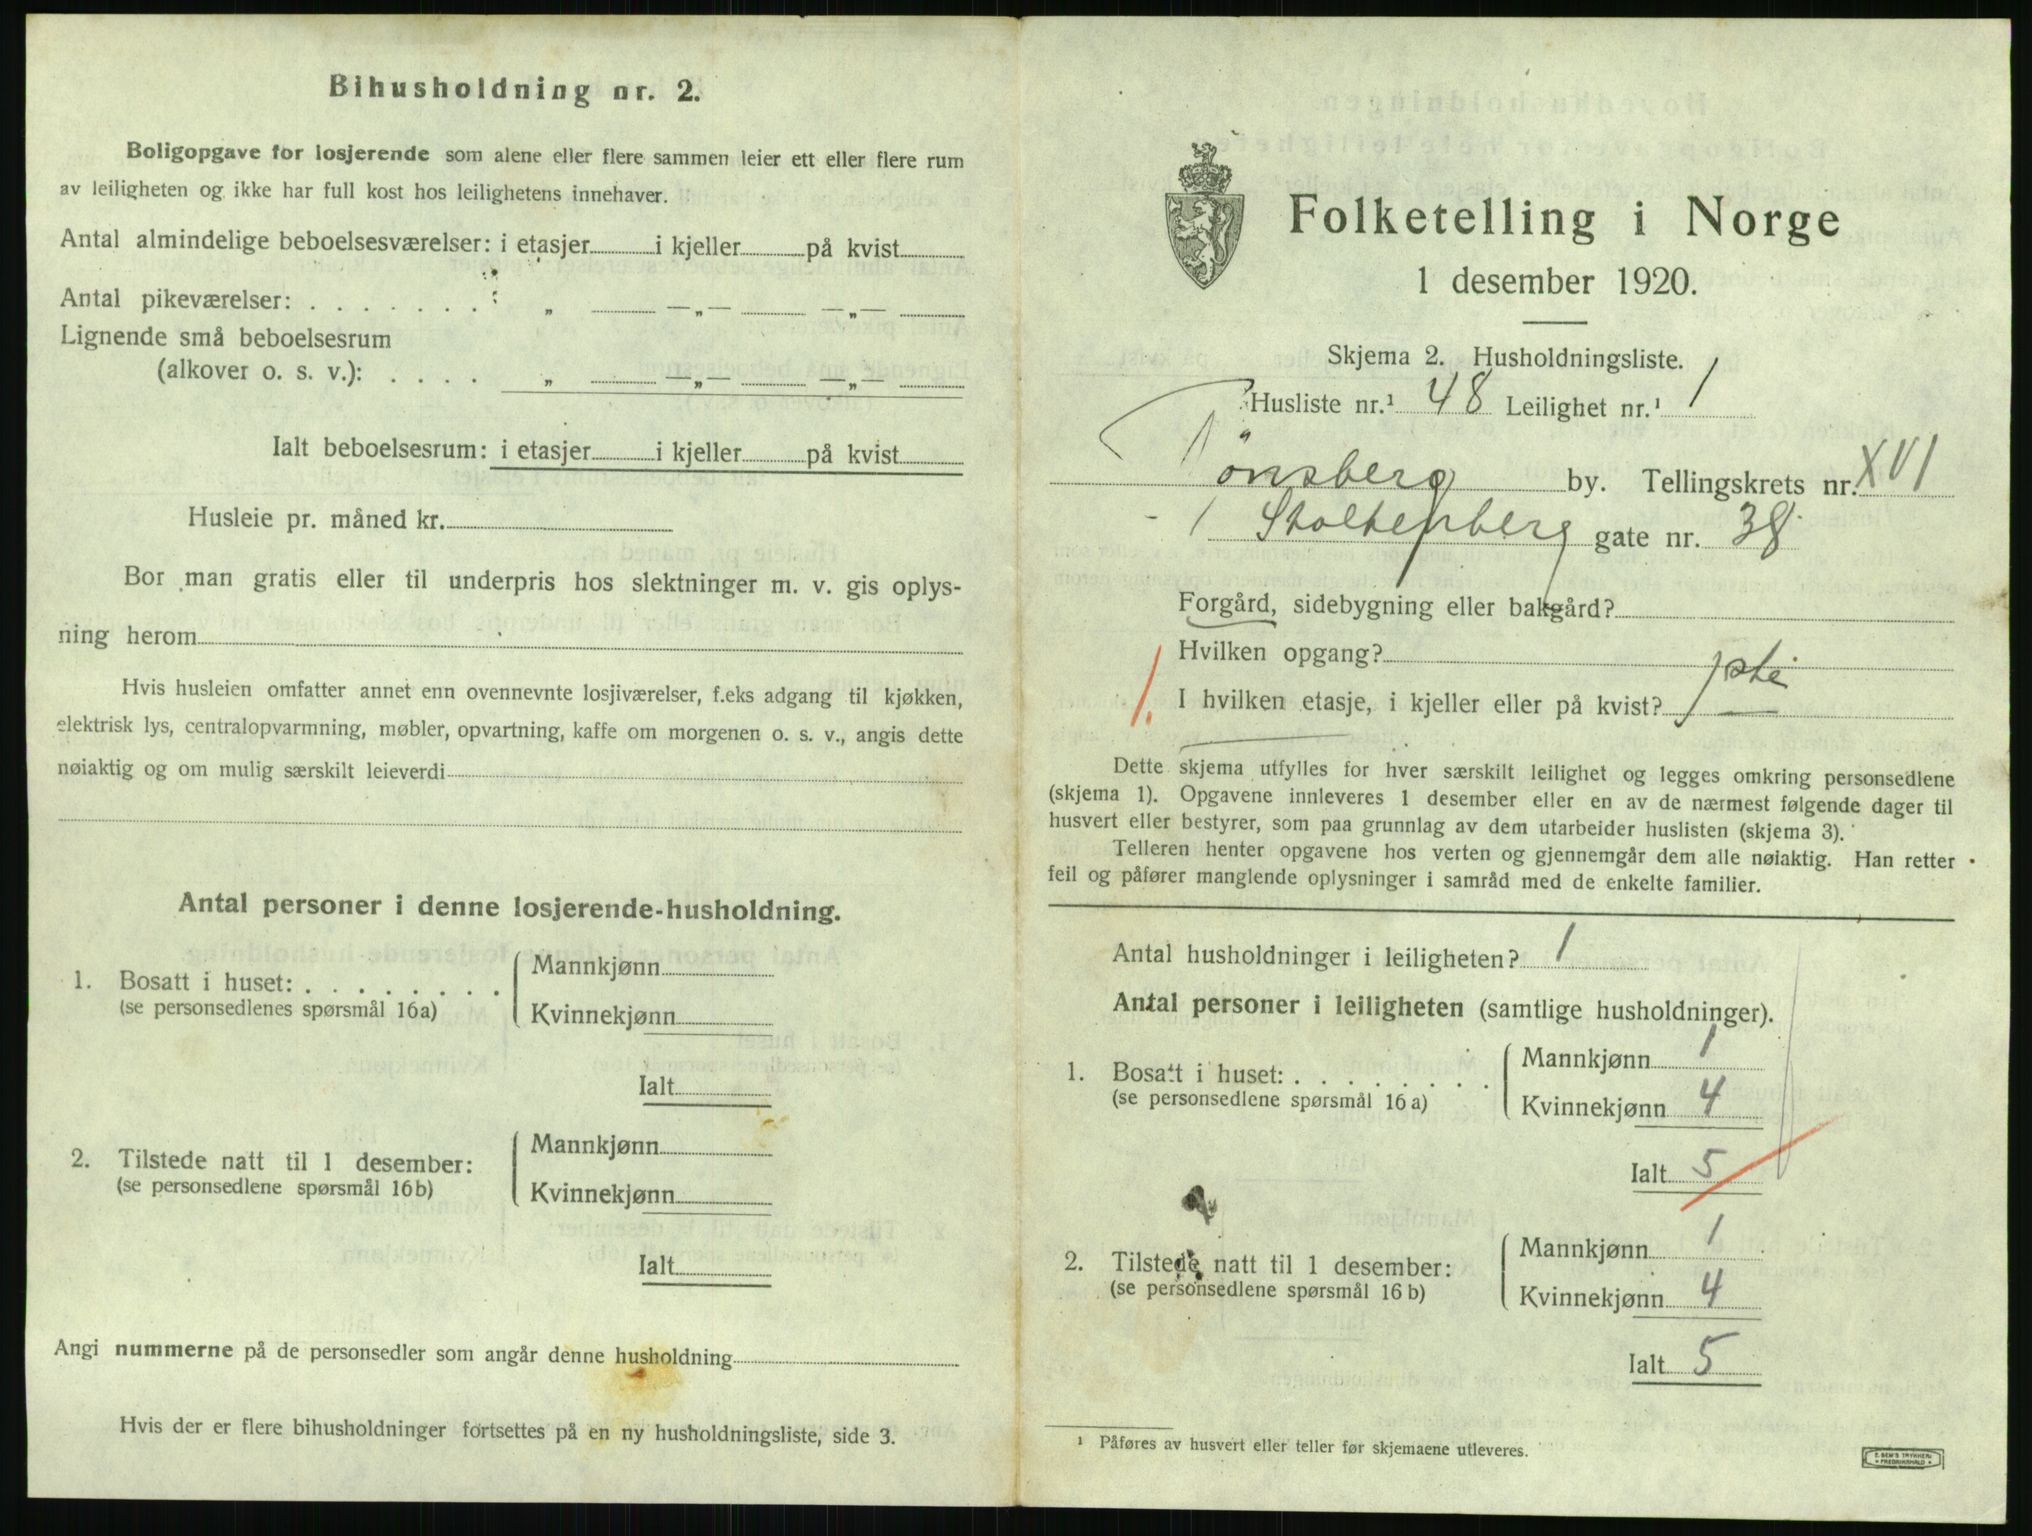 Bihusholdning nr. 2.
Boligopgave for losjerende som alene eller flere sammen leier ett eller flere rum
av leiligheten og ikke har full kost hos leilighetens innehaver.
Antal almindelige beboelsesværelser: i etasjer i kjeller på kvist
Antal pikeværelser: . . . . . . . „ —„— —„—
Lignende små beboelsesrum
(alkover o. s. v.): . . . . „ —„— —„—
Ialt beboelsesrum: i etasjer i kjeller på kvist
Husleie pr. måned kr.
Bor man gratis eller til underpris hos slektninger m. v. gis oplys-
ning herom
Hvis husleien omfatter annet enn ovennevnte losjiværelser, f.eks adgang til kjøkken,
elektrisk lys, centralopvarmning, møbler, opvartning, kaffe om morgenen o. s. v., angis dette
nøiaktig og om mulig særskilt leieverdi
Antal personer i denne losjerende-husholdning.
1. Bosatt i huset: . . . . . . . . Mannkjønn
(se personsedlenes spørsmål 16a) Kvinnekjønn
Ialt
2. Tilstede natt til 1 desember: Mannkjønn
(se personsedlene spørsmål 16b) Kvinnekjønn
Ialt
Angi nummerne på de personsedler som angår denne husholdning
Hvis der er flere bihusholdninger fortsettes på en ny husholdningsliste, side 3.
Folketelling i Norge
1 desember 1920.
Skjema 2. Husholdningsliste.
Husliste nr.¹ 48 Leilighet nr.¹ 1
Tönsberg by. Tellingskrets nr. XVI
Stoltenberg gate nr. 38
Forgård, sidebygning eller bakgård?
Hvilken opgang?
1. I hvilken etasje, i kjeller eller på kvist? 1ste
Dette skjema utfylles for hver særskilt leilighet og legges omkring personsedlene
(skjema 1). Opgavene innleveres 1 desember eller en av de nærmest følgende dager til
husvert eller bestyrer, som paa grunnlag av dem utarbeider huslisten (skjema 3).
Telleren henter opgavene hos verten og gjennemgår dem alle nøiaktig. Han retter
feil og påfører manglende oplysninger i samråd med de enkelte familier.
Antal husholdninger i leiligheten? 1
Antal personer i leiligheten (samtlige husholdninger).
1. Bosatt i huset: . . . . . . . . Mannkjønn 1
(se personsedlene spørsmål 16a) Kvinnekjønn 4
Ialt 5
2. Tilstede natt til 1 desember: Mannkjønn 1
(se personsedlene spørsmål 16b) Kvinnekjønn 4
Ialt 5
¹ Påføres av husvert eller teller før skjemaene utleveres.